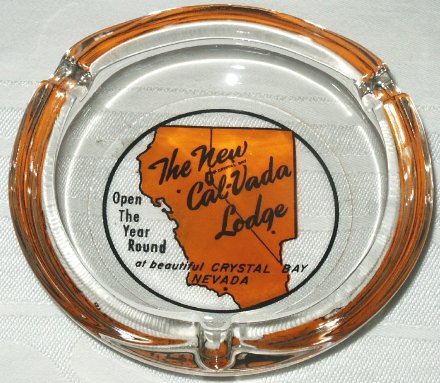 The New
Cal-Vada
Lodge
Open
The
Year
Round
at beautiful CRYSTAL BAY
NEVADA